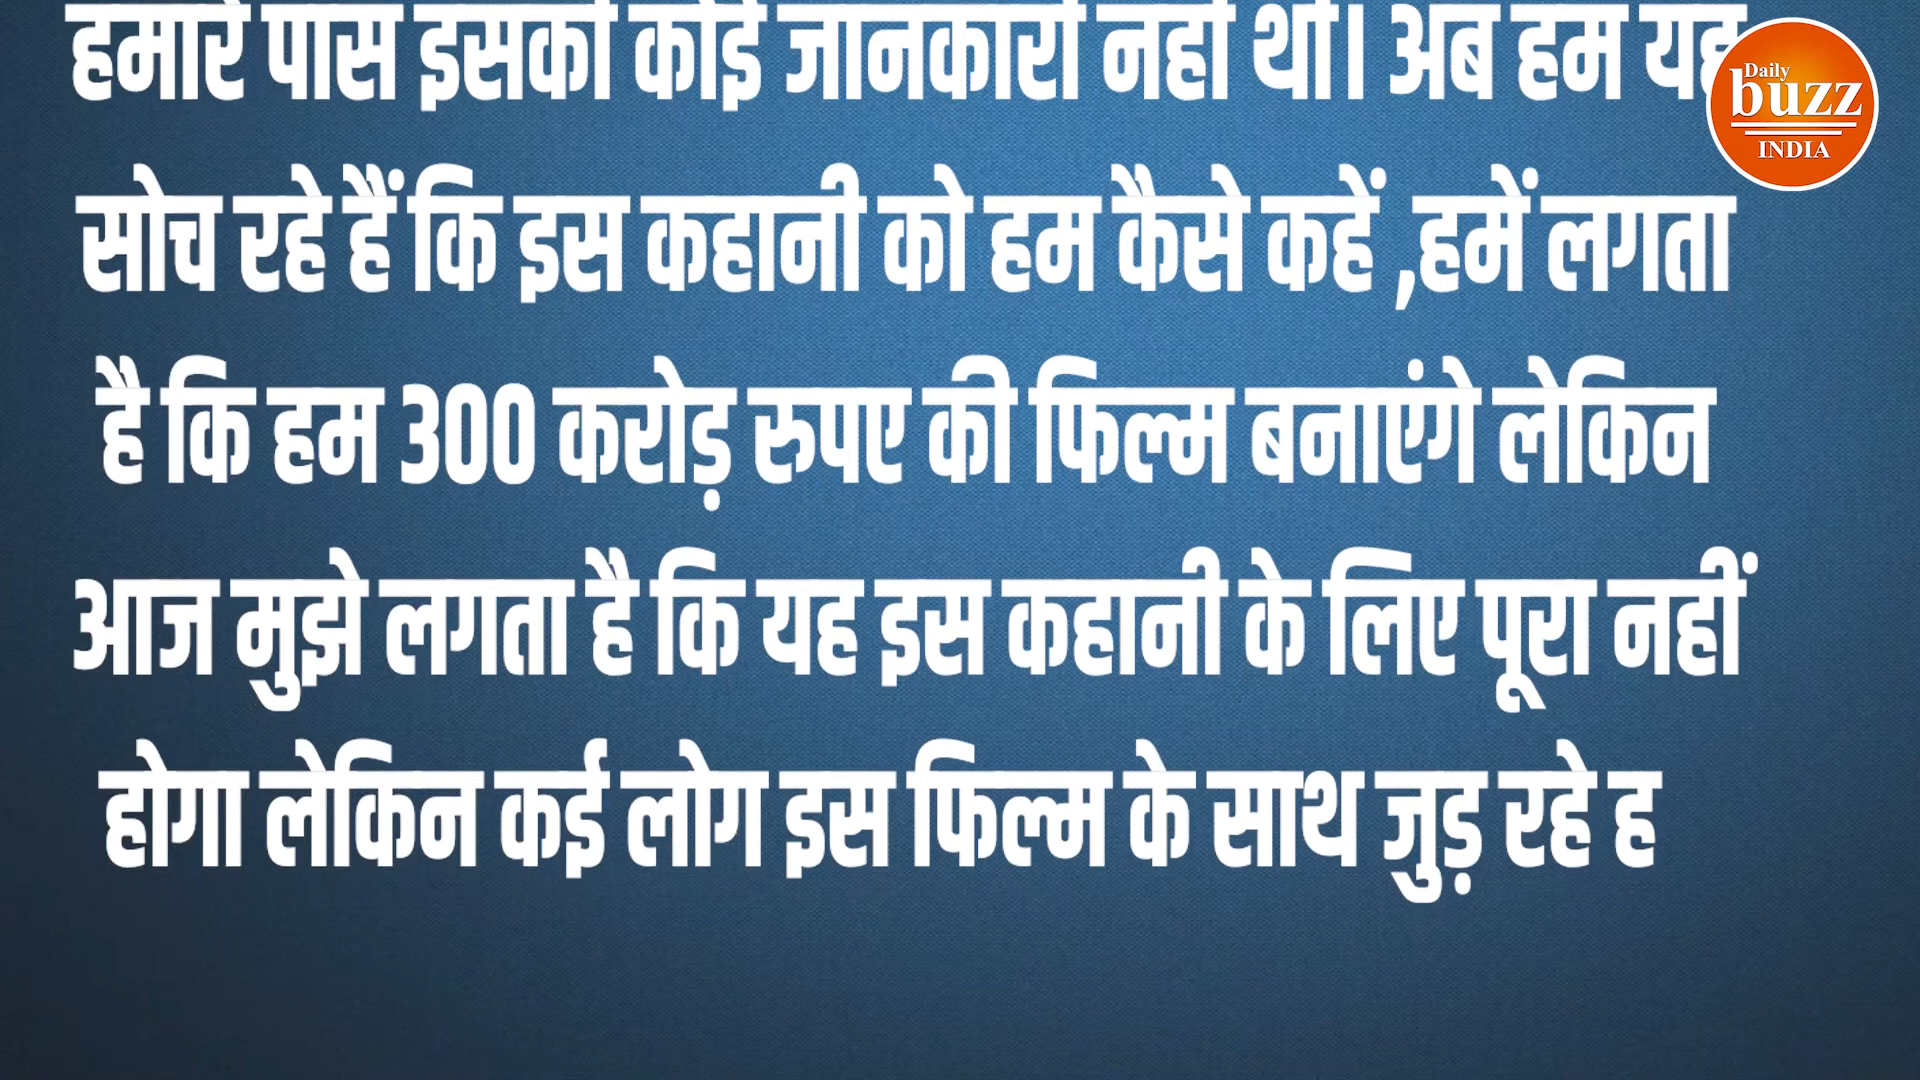 हमारे पास इसकी कोई जानकारी नहीं थी। अब हम यह
सोच रहे हैं कि इस कहानी को हम कैसे कहें ,हमें लगता
है कि हम 300 करोड़ रुपए की फिल्म बनाएंगे लेकिन
आज मुझे लगता है कि यह इस कहानी के लिए पूरा नहीं
होगा लेकिन कई लोग इस फिल्म के साथ जुड़ रहे ह
Daily
buzz
INDIA